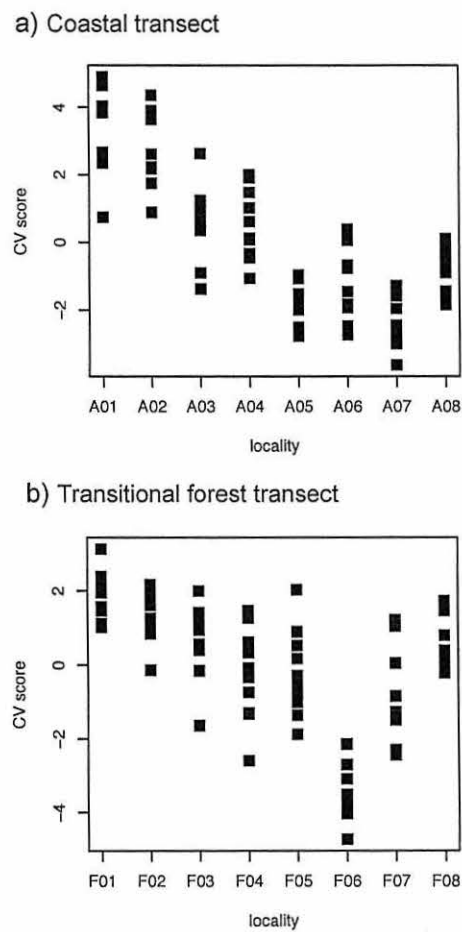 a) Coastal transect
4
2
0
−2
CV score
A01 A02 A03 A04 A05 A06 A07 A08
locality
b) Transitional forest transect
2
0
−2
−4
CV score
F01 F02 F03 F04 F05 F06 F07 F08
locality